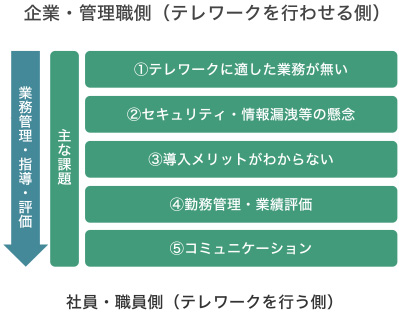 企業・管理職側（テレワークを行わせる側）
業務管理・指導・評価
主な課題
①テレワークに適した業務が無い
②セキュリティ・情報漏洩等の懸念
③導入メリットがわからない
④勤務管理・業績評価
⑤コミュニケーション
社員・職員側（テレワークを行う側）